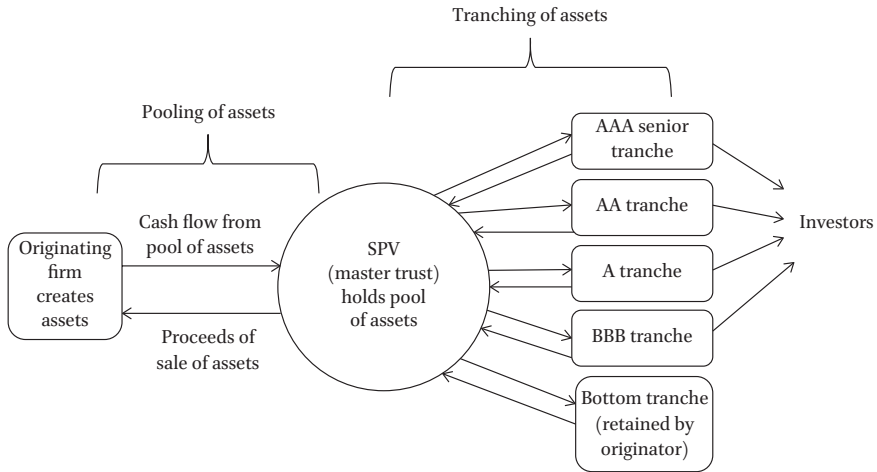 Tranching of assets
Pooling of assets
Originating
firm
creates
assets
Cash flow from
pool of assets
Proceeds of
sale of assets
SPV
(master trust)
holds pool
of assets
AAA senior
tranche
AA tranche
A tranche
BBB tranche
Bottom tranche
(retained by
originator)
Investors